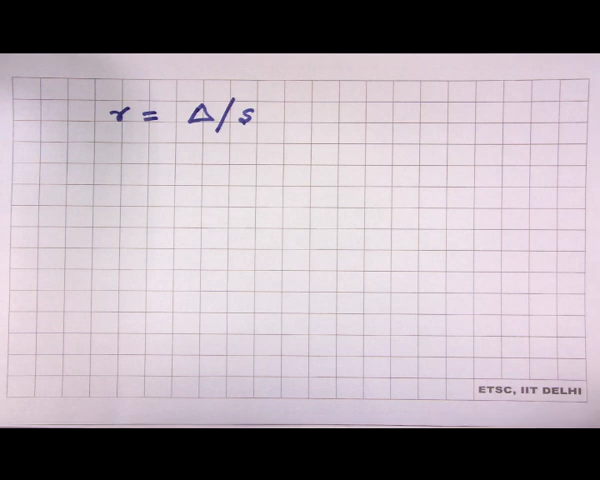 r = Δ/s
ETSC, IIT DELHI